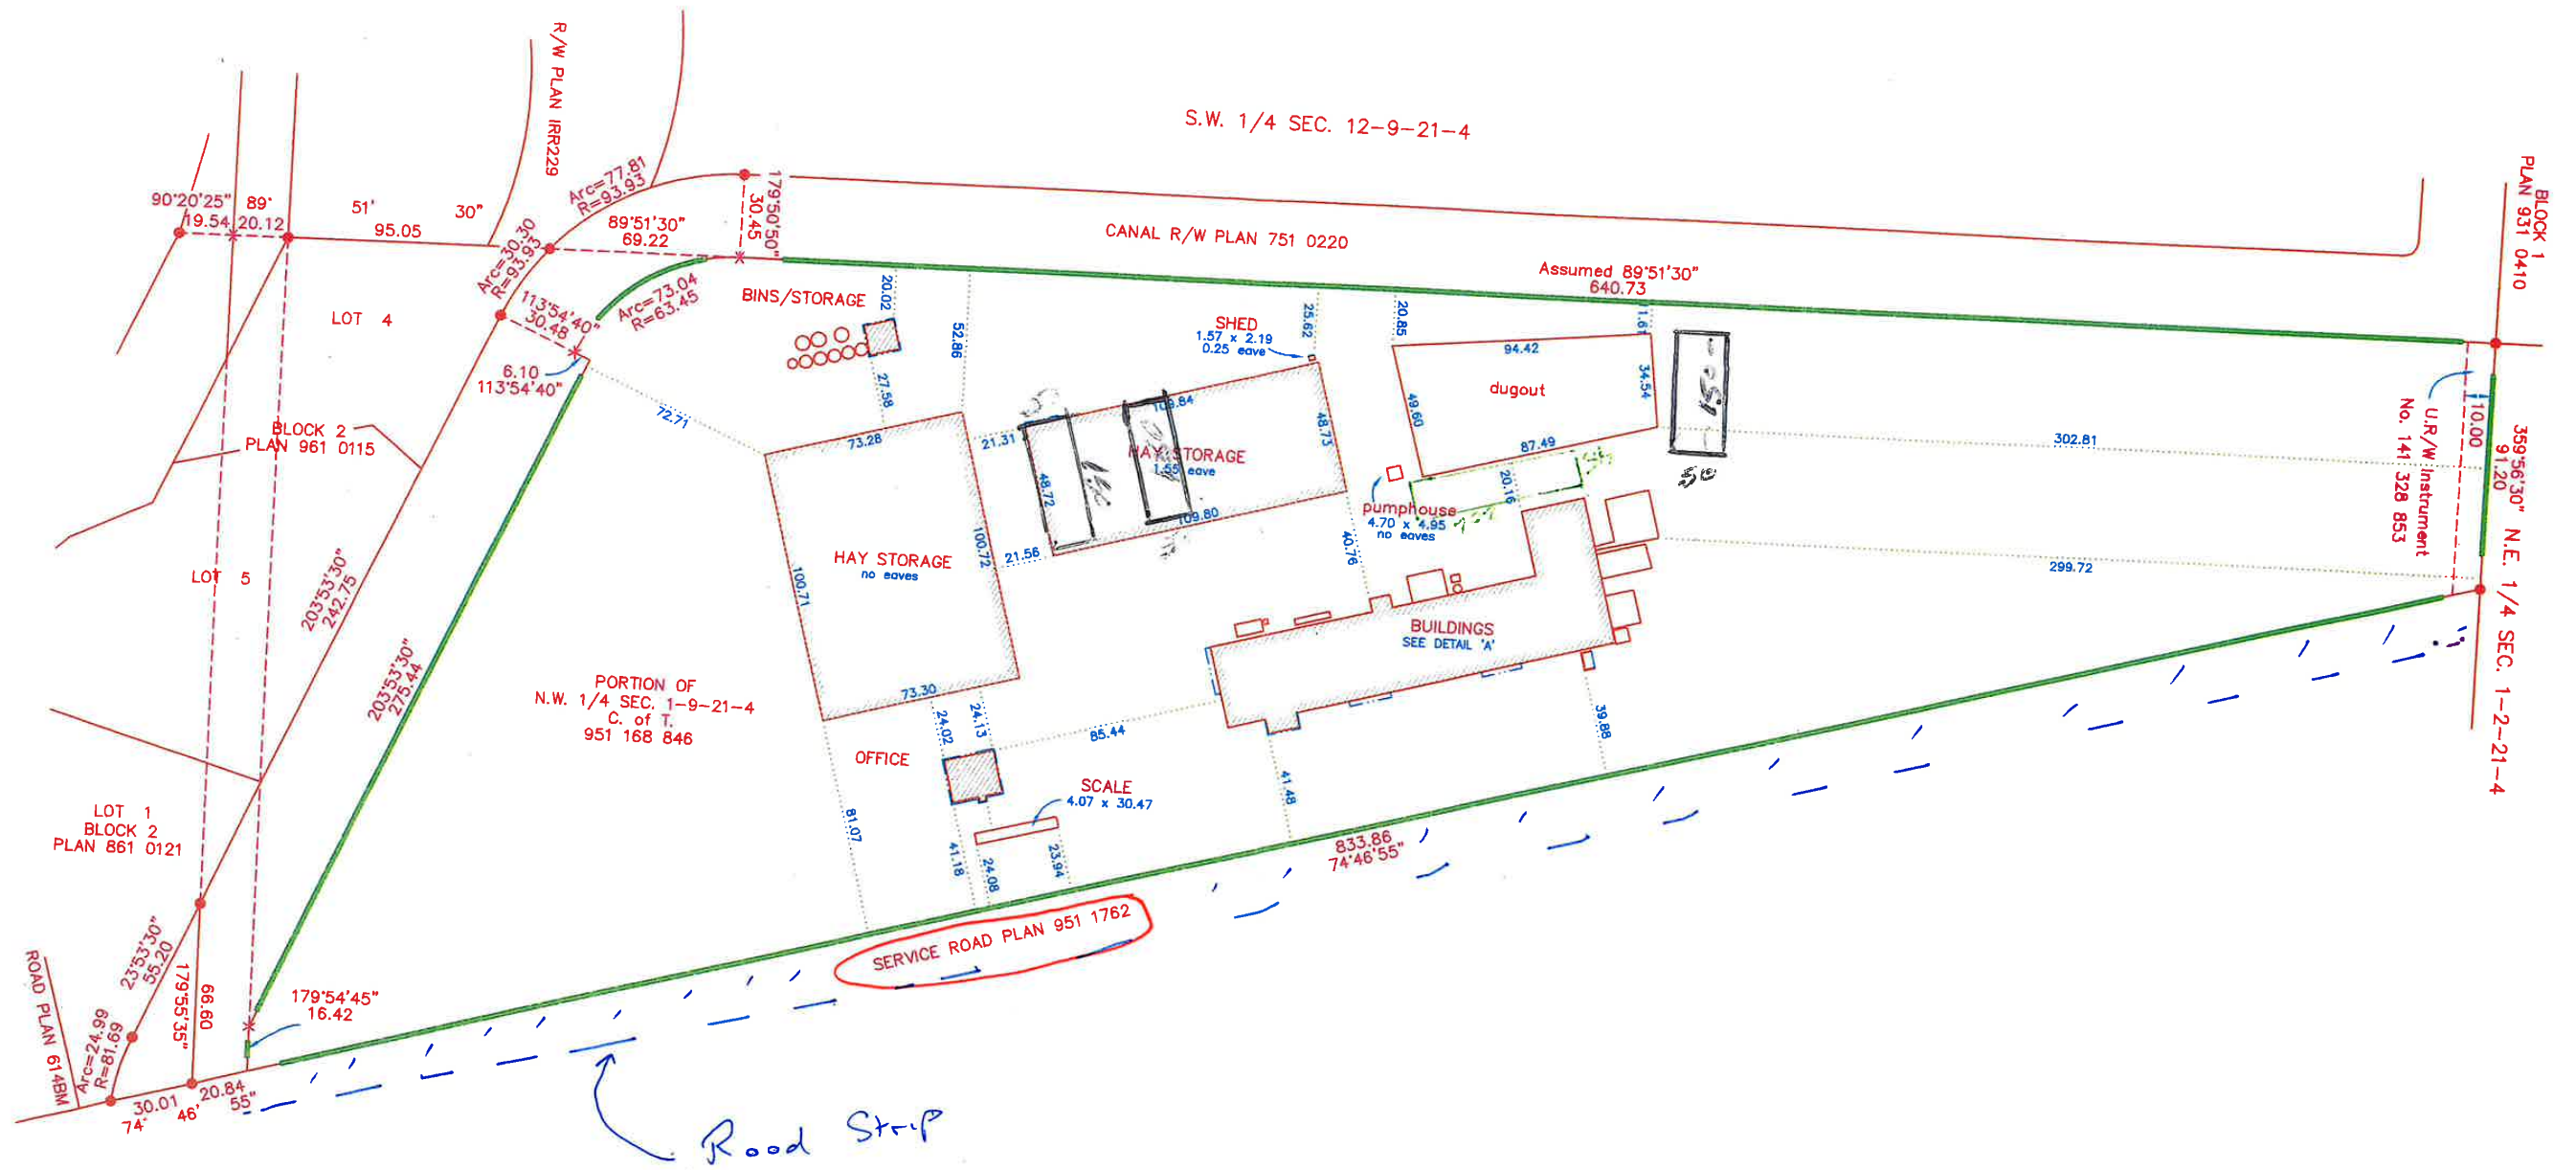 S.W. 1/4 SEC. 12-9-21-4
R/W PLAN IRR229
BLOCK 1
PLAN 931 0410
Arc=77.81
R=93.93
179°50'50"
30.45
90°20'25"
19.54
89°
20.12
51'
30"
95.05
89°51'30"
69.22
Arc=30.30
R=93.93
CANAL R/W PLAN 751 0220
Assumed 89°51'30"
640.73
113°54'40"
30.48
Arc=73.04
R=63.45
BINS/STORAGE
20.02
52.86
LOT 4
SHED
1.57 x 2.19
0.25 eave
25.62
20.85
11.61
94.42
dugout
34.54
49.60
87.49
150
50
302.81
10.00
U.R/W Instrument
No. 141 328 853
359°56'30"
91.20
N.E. 1/4 SEC. 1-2-21-4
6.10
113°54'40"
72.71
27.58
BLOCK 2
PLAN 961 0115
73.28
21.31
109.84
HAY STORAGE
1.55 eave
48.73
48.72
109.80
20.16
pumphouse
4.70 x 4.95
no eaves
HAY STORAGE
no eaves
100.72
100.71
21.56
40.76
299.72
LOT 5
203°53'30"
242.75
203°53'30"
275.44
BUILDINGS
SEE DETAIL 'A'
PORTION OF
N.W. 1/4 SEC. 1-9-21-4
C. of T.
951 168 846
73.30
24.02
24.13
85.44
39.88
OFFICE
SCALE
4.07 x 30.47
41.48
81.07
41.18
24.08
23.94
833.86
74°46'55"
LOT 1
BLOCK 2
PLAN 861 0121
SERVICE ROAD PLAN 951 1762
23°53'30"
55.20
66.60
179°55'35"
179°54'45"
16.42
ROAD PLAN 614BM
Arc=24.99
R=81.69
30.01
20.84
74°
46'
55"
Road Strip